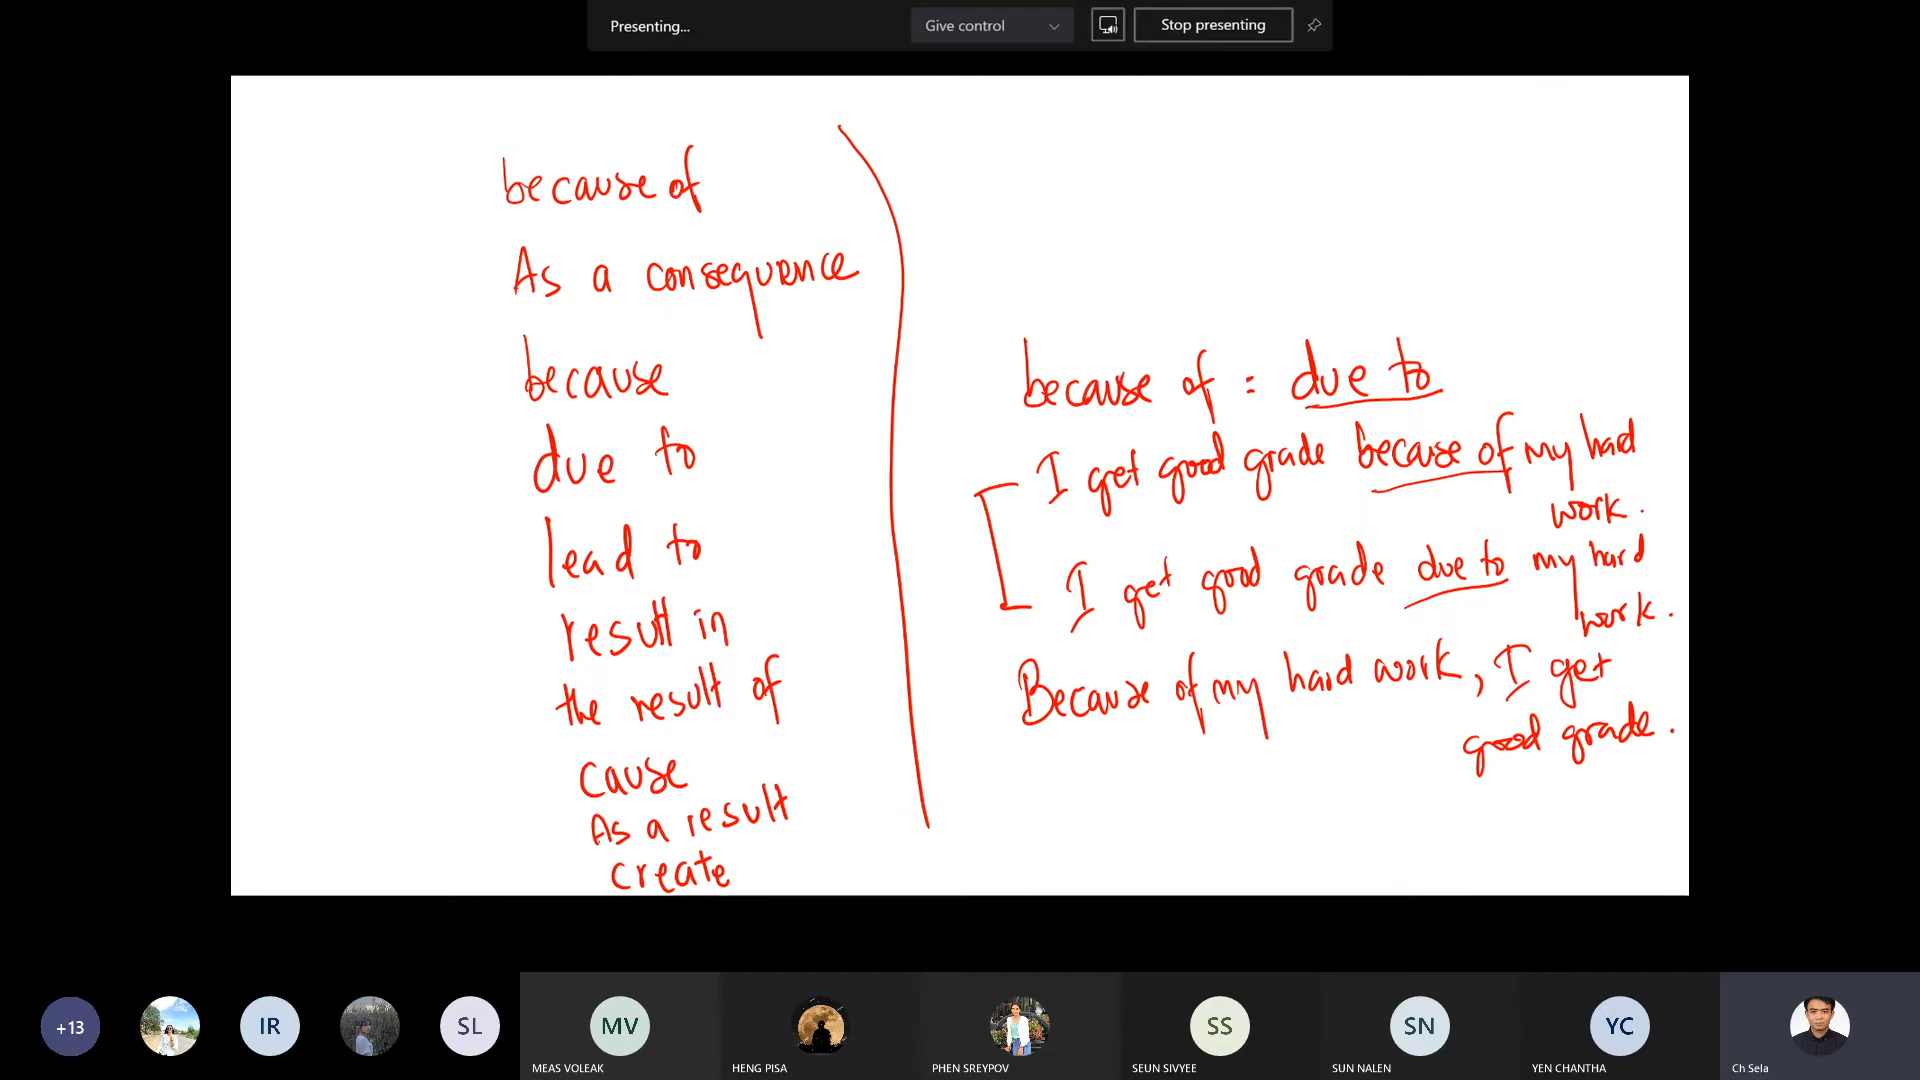 Presenting...
Give control
Stop presenting
because of
As a consequence
because
due to
lead to
result in
the result of
cause
As a result
create
because of : due to
I get good grade because of my hard
work.
I get good grade due to my hard
work.
Because of my hard work, I get
good grade.
+13
IR
SL
MV
SS
SN
YC
MEAS VOLEAK
HENG PISA
PHEN SREYPOV
SEUN SIVYEE
SUN NALEN
YEN CHANTHA
Ch Sela